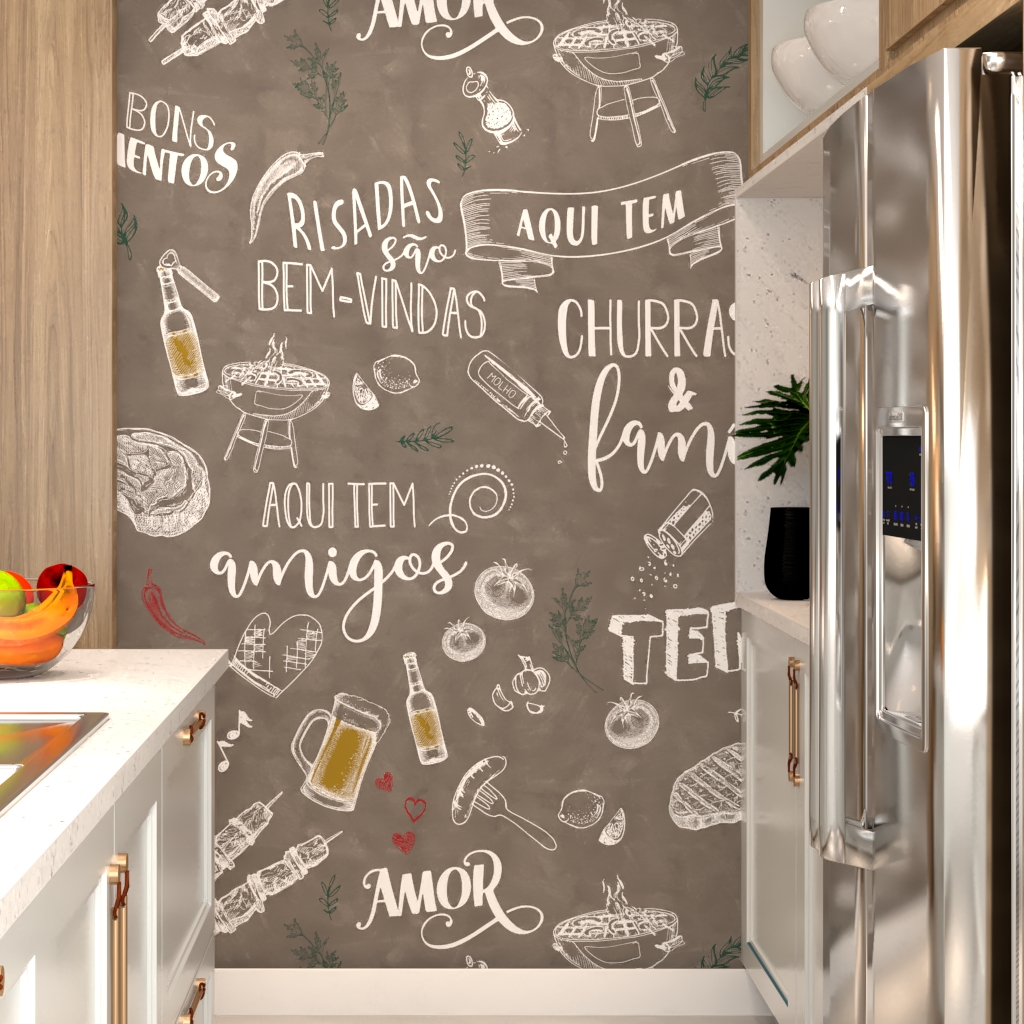 AMOR
BONS
MENTOS
RISADAS
são
BEM-VINDAS
AQUI TEM
CHURRAS
&
famí
MOLHO
AQUI TEM
amigos
TEM
AMOR